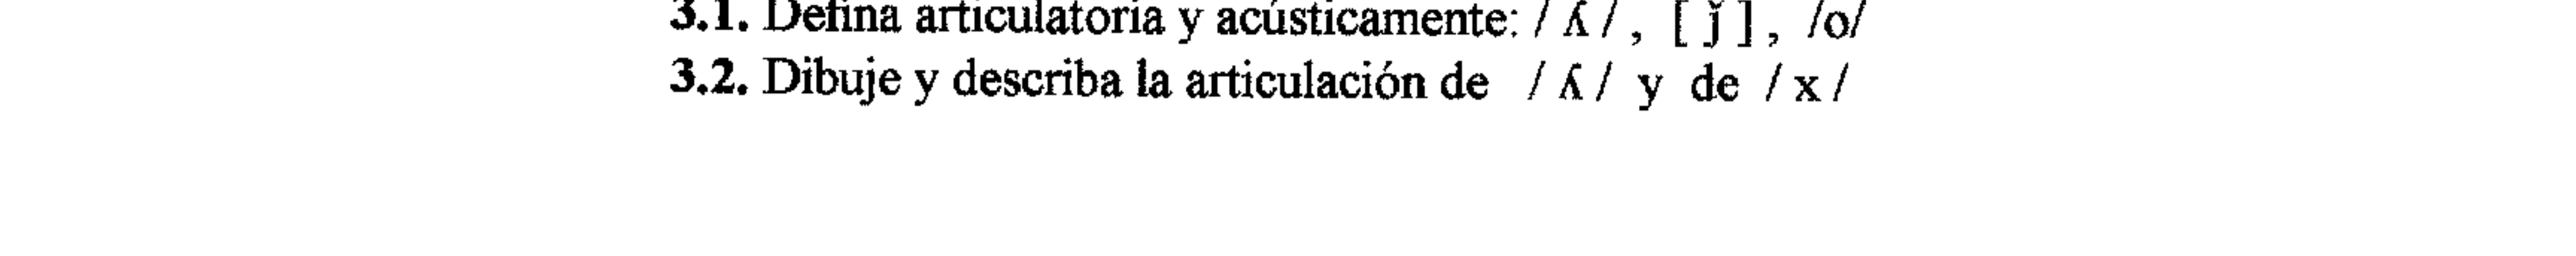 3.1. Defina articulatoria y acústicamente: / ʎ / , [ ǰ ] , /o/
3.2. Dibuje y describa la articulación de / ʎ / y de / x /